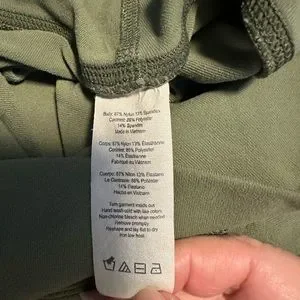 Body: 87% Nylon 13% Spandex
Contrast: 86% Polyester
14% Spandex
Made in Vietnam
Corps: 87% Nylon 13% Élasthanne
Contrast: 86% Polyester
14% Élasthanne
Fabriqué au Vietnam
Cuerpo: 87% Nilon 13% Elastano
Le Contraste: 86% Poliéster
14% Elastano
Hecho en Vietnam
Turn garment inside out
Hand wash cold with like colors
Non-chlorine bleach when needed
Remove promptly
Reshape and lay flat to dry
Iron low heat